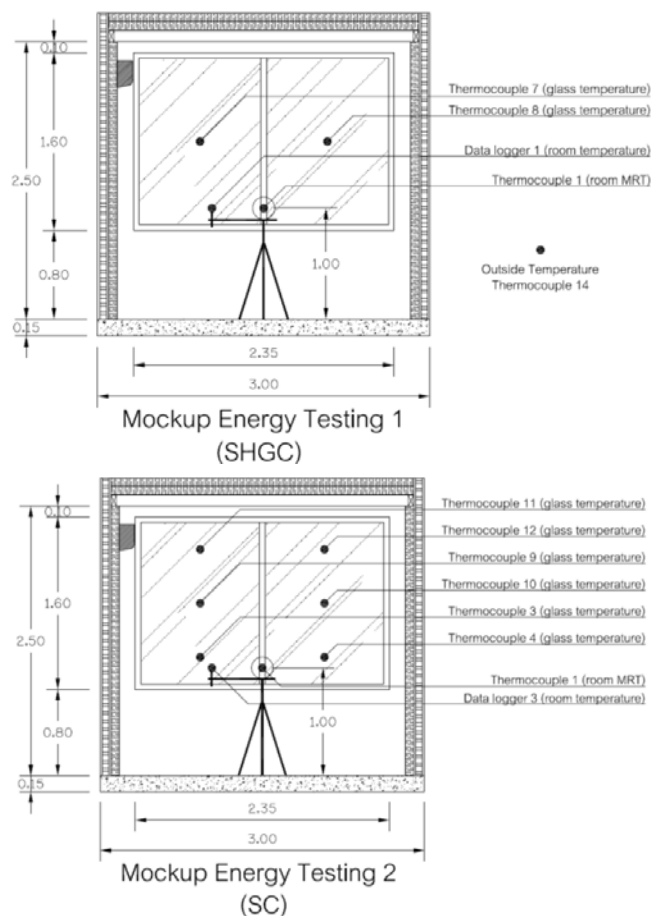 0.10
Thermocouple 7 (glass temperature)
Thermocouple 8 (glass temperature)
1.60
2.50
Data logger 1 (room temperature)
Thermocouple 1 (room MRT)
0.80
1.00
Outside Temperature
Thermocouple 14
0.15
2.35
3.00
Mockup Energy Testing 1
(SHGC)
0.10
Thermocouple 11 (glass temperature)
Thermocouple 12 (glass temperature)
Thermocouple 9 (glass temperature)
Thermocouple 10 (glass temperature)
1.60
Thermocouple 3 (glass temperature)
2.50
Thermocouple 4 (glass temperature)
Thermocouple 1 (room MRT)
Data logger 3 (room temperature)
1.00
0.80
0.15
2.35
3.00
Mockup Energy Testing 2
(SC)